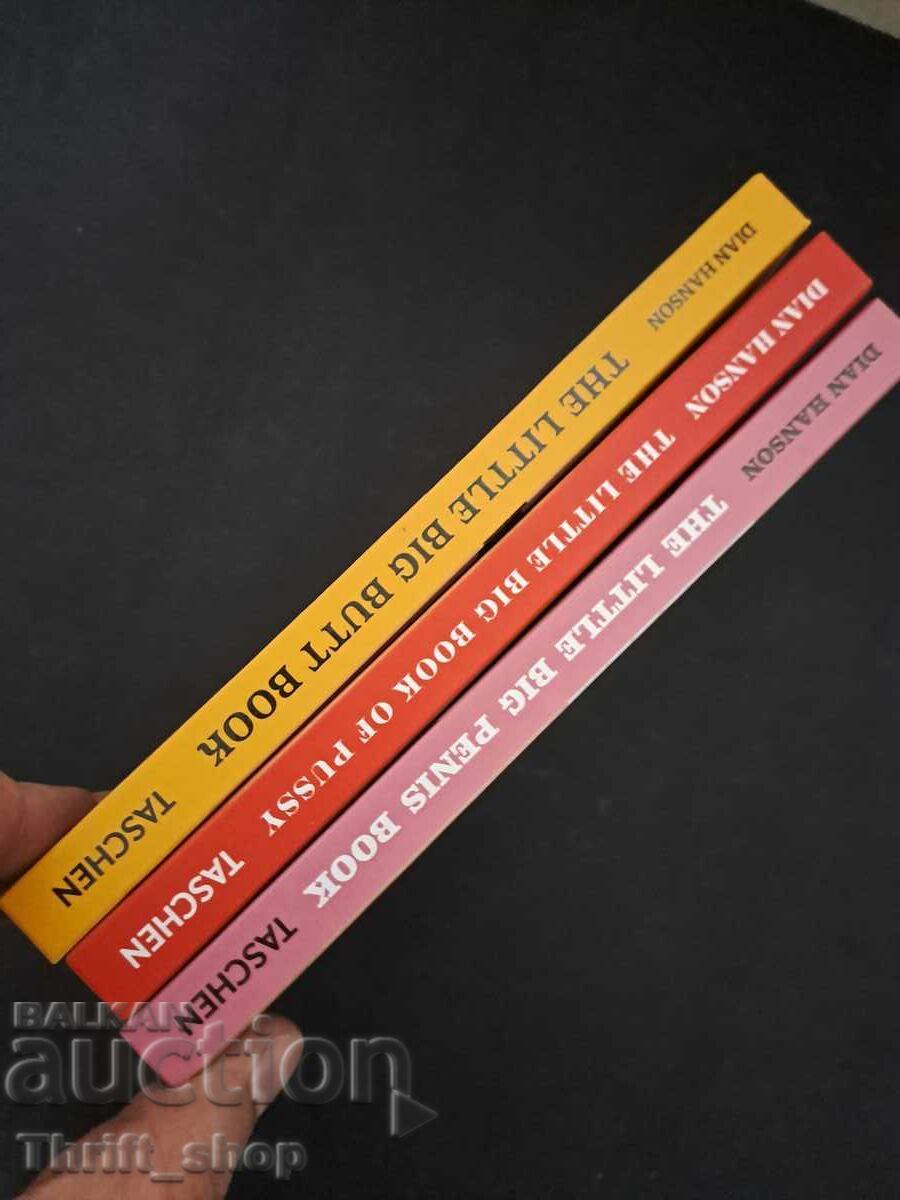 DIAN HANSON THE LITTLE BIG BUTT BOOK TASCHEN
DIAN HANSON THE LITTLE BIG BOOK OF PUSSY TASCHEN
DIAN HANSON THE LITTLE BIG PENIS BOOK TASCHEN
BALKAN
auction
Thrift_shop